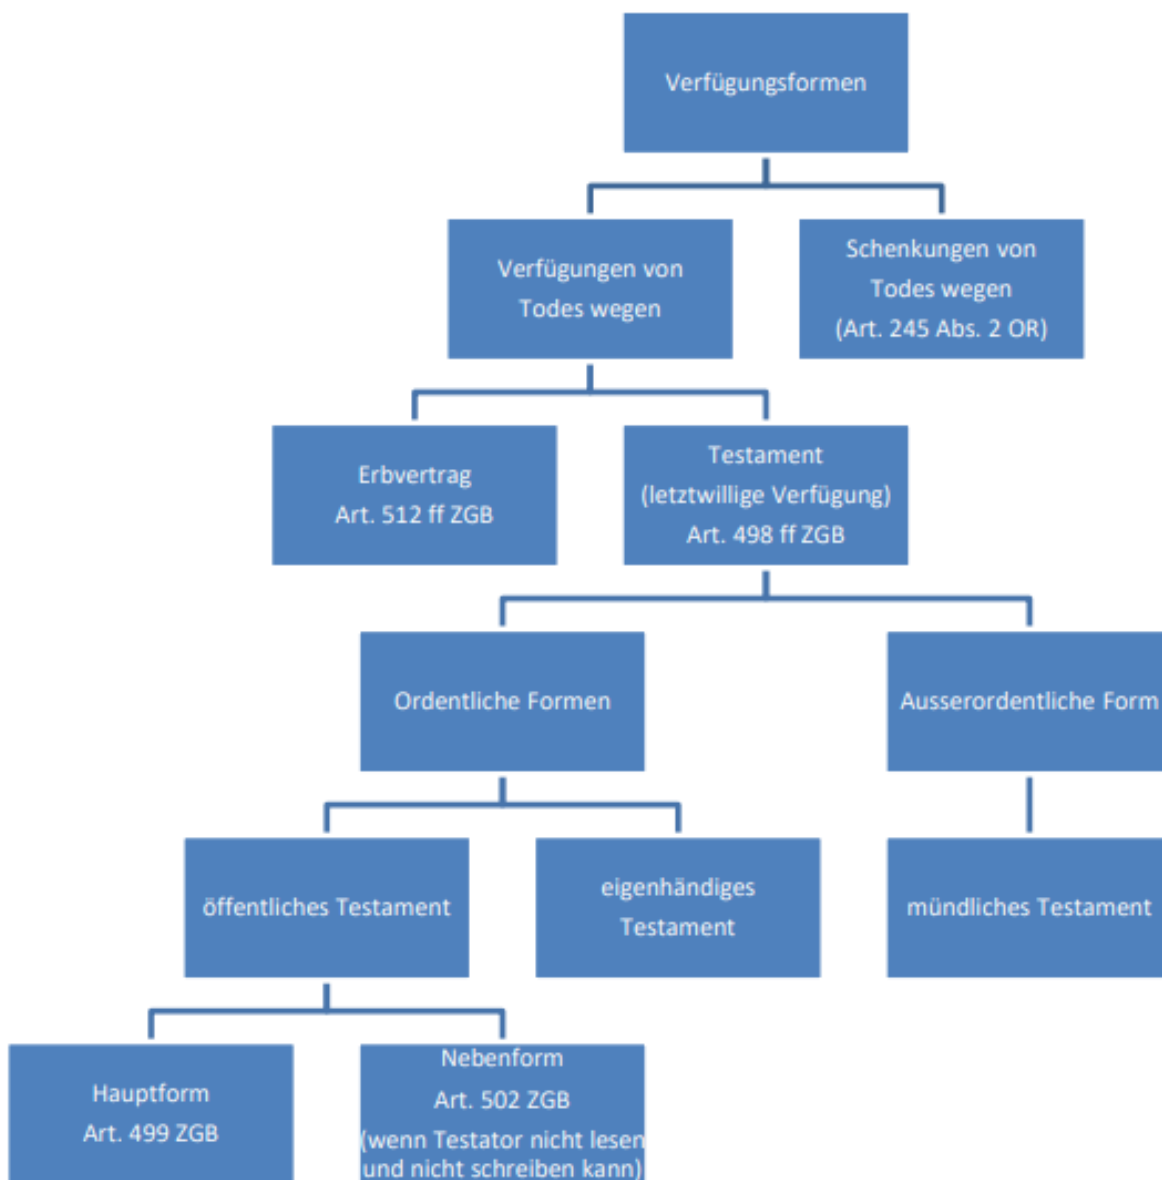 Verfügungsformen
Verfügungen von
Todes wegen
Schenkungen von
Todes wegen
(Art. 245 Abs. 2 OR)
Erbvertrag
Art. 512 ff ZGB
Testament
(letztwillige Verfügung)
Art. 498 ff ZGB
Ordentliche Formen
Ausserordentliche Form
öffentliches Testament
eigenhändiges
Testament
mündliches Testament
Hauptform
Art. 499 ZGB
Nebenform
Art. 502 ZGB
(wenn Testator nicht lesen
und nicht schreiben kann)